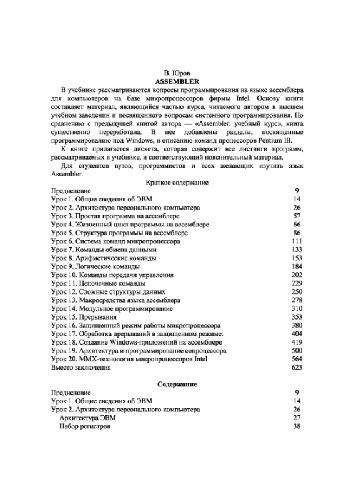 В. Юров
ASSEMBLER
В учебнике рассматриваются вопросы программирования на языке ассемблера
для компьютеров на базе микропроцессоров фирмы Intel. Основу книги
составляет материал, являющийся частью курса, читаемого автором в высшем
учебном заведении и посвященного вопросам системного программирования. По
сравнению с предыдущей книгой автора — «Assembler: учебный курс», книга
существенно переработана. В нее добавлены разделы, посвященные
программированию под Windows, и описанию команд процессора Pentium III.
К книге прилагается дискета, которая содержит все листинги программ,
рассматриваемых в учебнике, и соответствующий пояснительный материал.
Для студентов вузов, программистов и всех желающих изучить язык
Assembler.
Краткое содержание
Предисловие 9
Урок 1. Общие сведения об ЭВМ 14
Урок 2. Архитектура персонального компьютера 26
Урок 3. Простая программа на ассемблере 57
Урок 4. Жизненный цикл программы на ассемблере 66
Урок 5. Структура программы на ассемблере 86
Урок 6. Система команд микропроцессора 111
Урок 7. Команды обмена данными 133
Урок 8. Арифметические команды 153
Урок 9. Логические команды 184
Урок 10. Команды передачи управления 202
Урок 11. Цепочечные команды 229
Урок 12. Сложные структуры данных 250
Урок 13. Макросредства языка ассемблера 278
Урок 14. Модульное программирование 310
Урок 15. Прерывания 353
Урок 16. Защищенный режим работы микропроцессора 380
Урок 17. Обработка прерываний в защищенном режиме. 404
Урок 18. Создание Windows-приложений на ассемблере 419
Урок 19. Архитектура и программирование сопроцессора 500
Урок 20. MMX-технология микропроцессоров Intel 564
Вместо заключения 623
Содержание
Предисловие 9
Урок 1. Общие сведения об ЭВМ 14
Урок 2. Архитектура персонального компьютера 26
Архитектура ЭВМ 27
Набор регистров 38